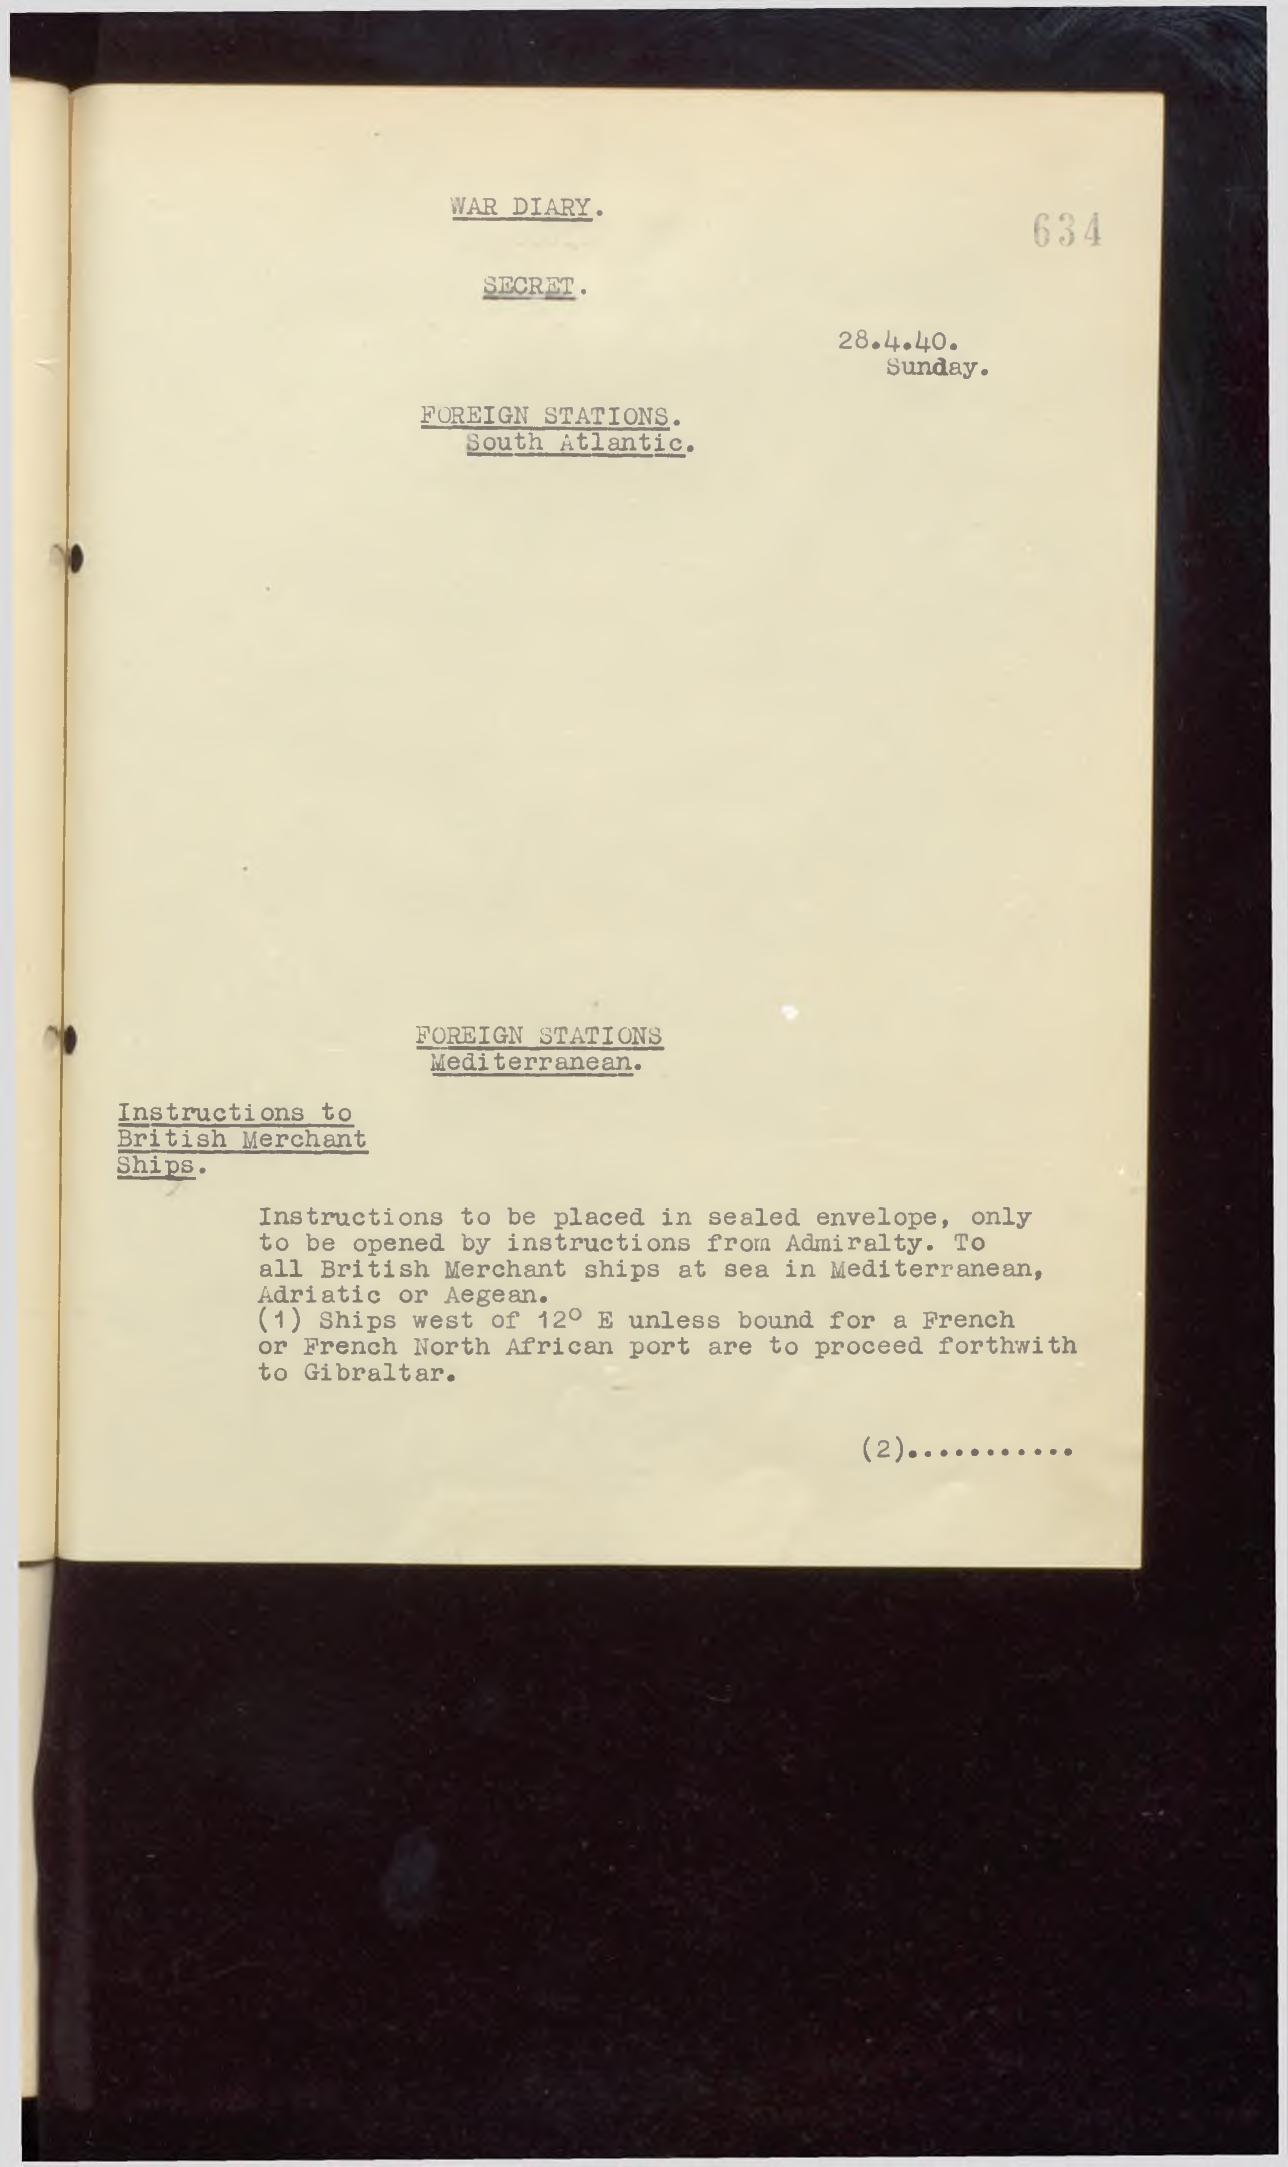 WAR DIARY.
634
SECRET.
28.4.40.
Sunday.
FOREIGN STATIONS.
South Atlantic.
FOREIGN STATIONS
Mediterranean.
Instructions to
British Merchant
Ships.
Instructions to be placed in sealed envelope, only
to be opened by instructions from Admiralty. To
all British Merchant ships at sea in Mediterranean,
Adriatic or Aegean.
(1) Ships west of 12° E unless bound for a French
or French North African port are to proceed forthwith
to Gibraltar.
(2)...........